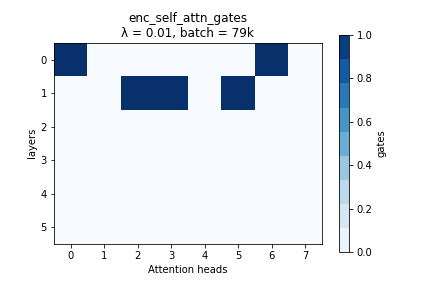 enc_self_attn_gates
λ = 0.01, batch = 79k
0
1
2
3
4
5
layers
0 1 2 3 4 5 6 7
Attention heads
1.0
0.8
0.6
0.4
0.2
0.0
gates